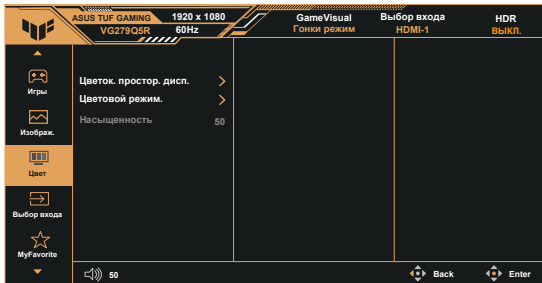 ASUS TUF GAMING 1920 x 1080
VG279Q5R 60Hz
GameVisual
Гонки режим
Выбор входа
HDMI-1
HDR
ВЫКЛ.
Игры
Изображ.
Цвет
Выбор входа
MyFavorite
Цветок. простор. дисп.
Цветовой режим.
Насыщенность 50
50
Back
Enter